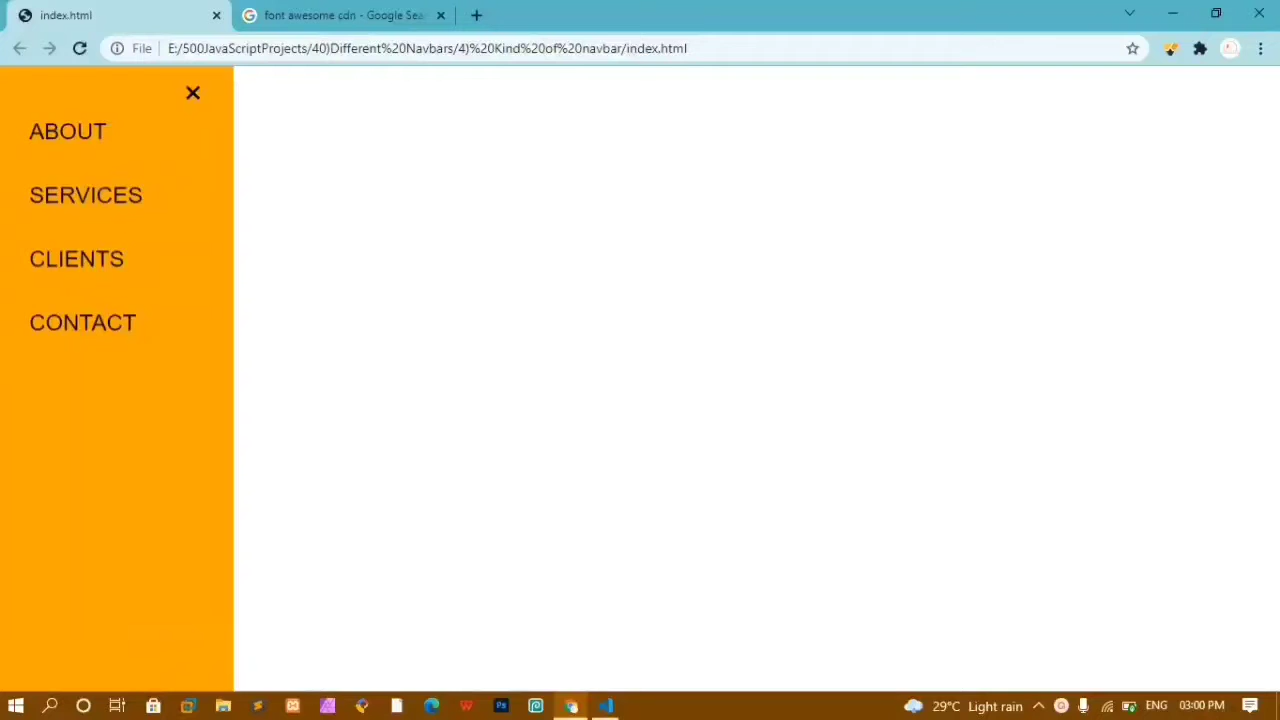 index.html
font awesome cdn - Google Sea
File
E:/500JavaScriptProjects/40)Different%20Navbars/4)%20Kind%20of%20navbar/index.html
ABOUT
SERVICES
CLIENTS
CONTACT
Ps
29°C Light rain
ENG
03:00 PM